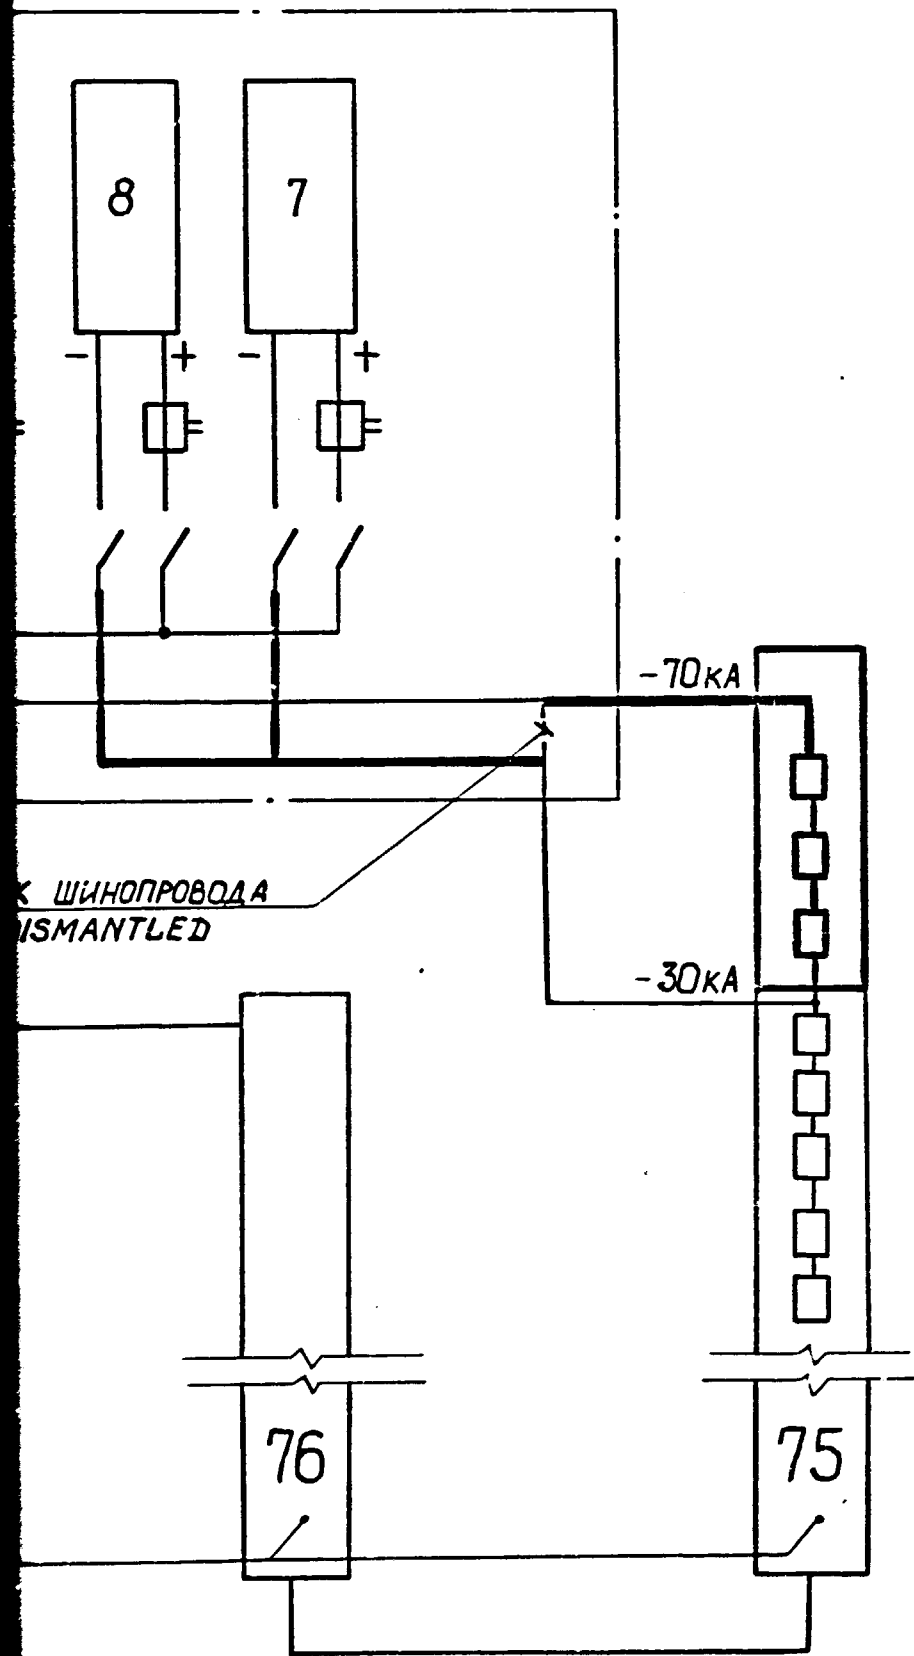 8 7
- + - +
-70кА
ШИНОПРОВОДА
ISMANTLED
-30кА
76 75